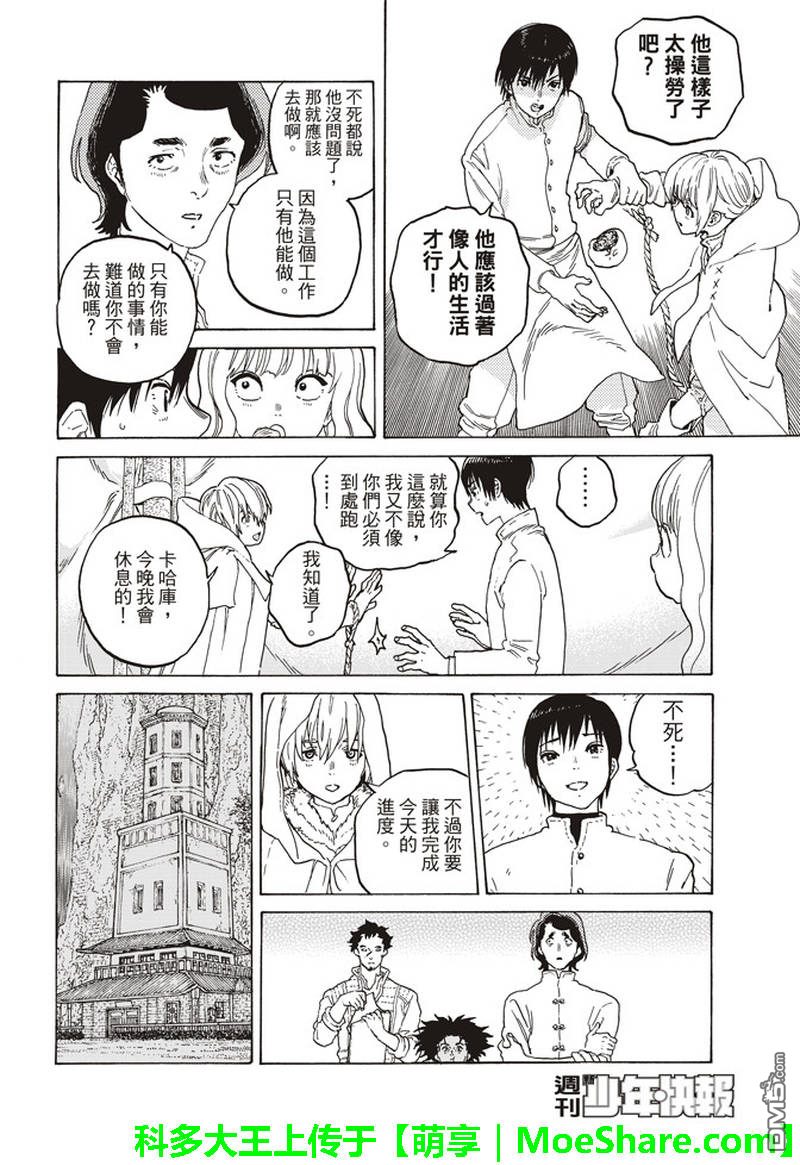 他這樣子
太操勞了
吧？
他應該過著
像人的生活
才行！
不死都說
他沒問題了，
那就應該
去做啊。
因為這個工作
只有他能做。
只有你能
做的事情，
難道你不會
去做嗎？
……
就算你
這麼說，
我又不像
你們必須
到處跑
…！
我知道了。
卡哈庫，
今晚我會
休息的！
不死…！
不過你要
讓我完成
今天的
進度。
週刊少年快報
DM5.com
科多大王上传于【萌享|MoeShare.com】